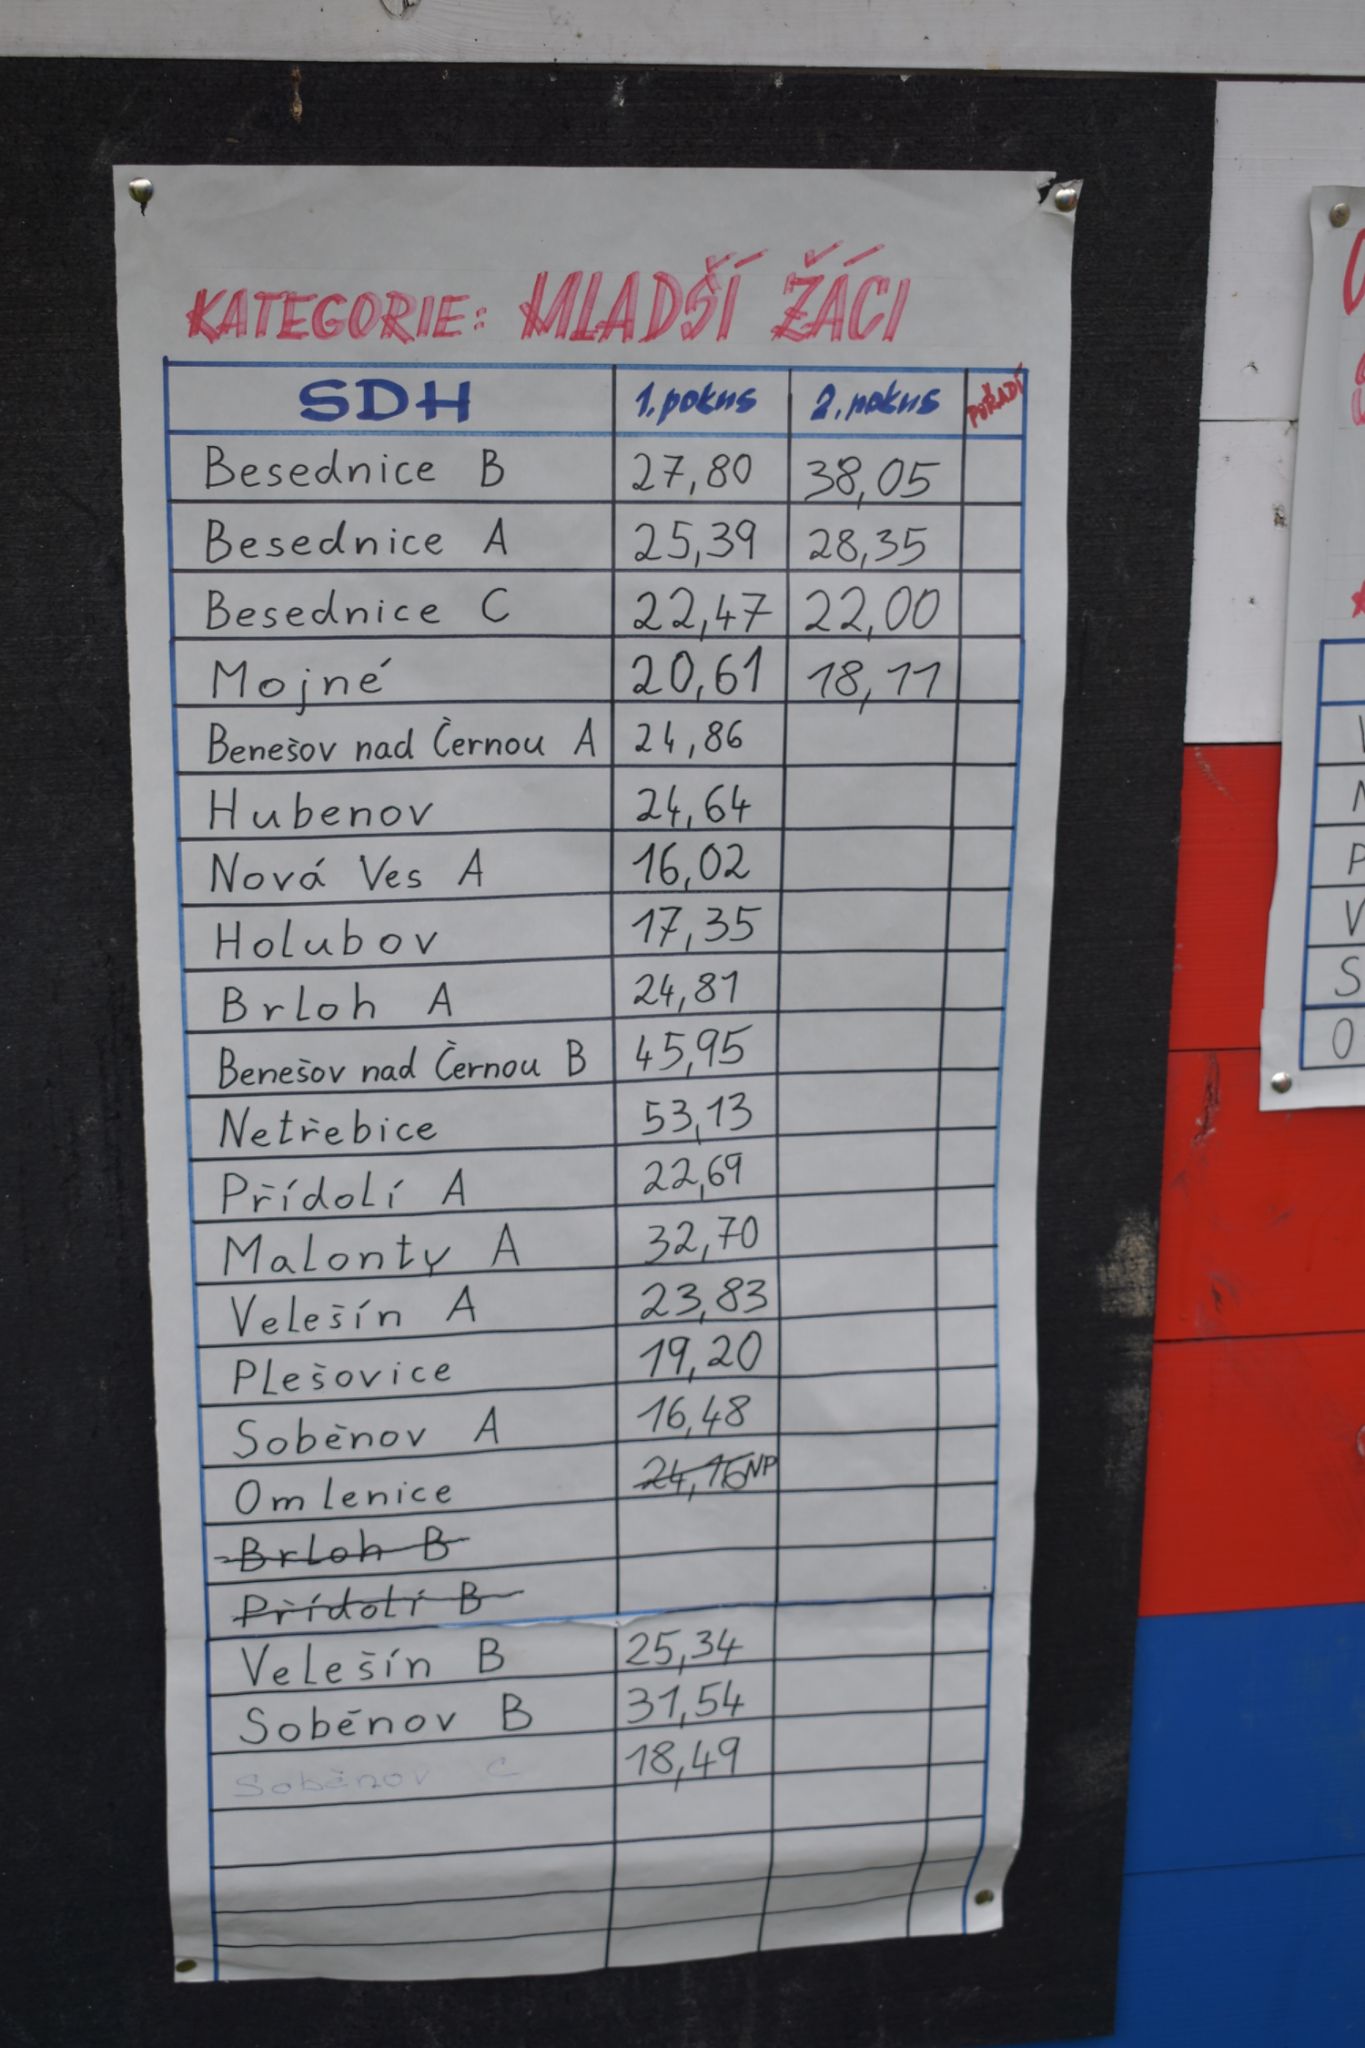 KATEGORIE: MLADŠÍ ŽÁCI
SDH 1. pokus 2. pokus POŘADÍ
Besednice B 27,80 38,05
Besednice A 25,39 28,35
Besednice C 22,47 22,00
Mojné 20,61 18,11
Benešov nad Černou A 24,86
Hubenov 24,64
Nová Ves A 16,02
Holubov 17,35
Brloh A 24,81
Benešov nad Černou B 45,95
Netřebice 53,13
Přídolí A 22,69
Malonty A 32,70
Velešín A 23,83
Plešovice 19,20
Soběnov A 16,48
Omlenice 24,16 NP
Brloh B
Přídolí B
Velešín B 25,34
Soběnov B 31,54
Soběnov C 18,49
V
N
P
V
S
O